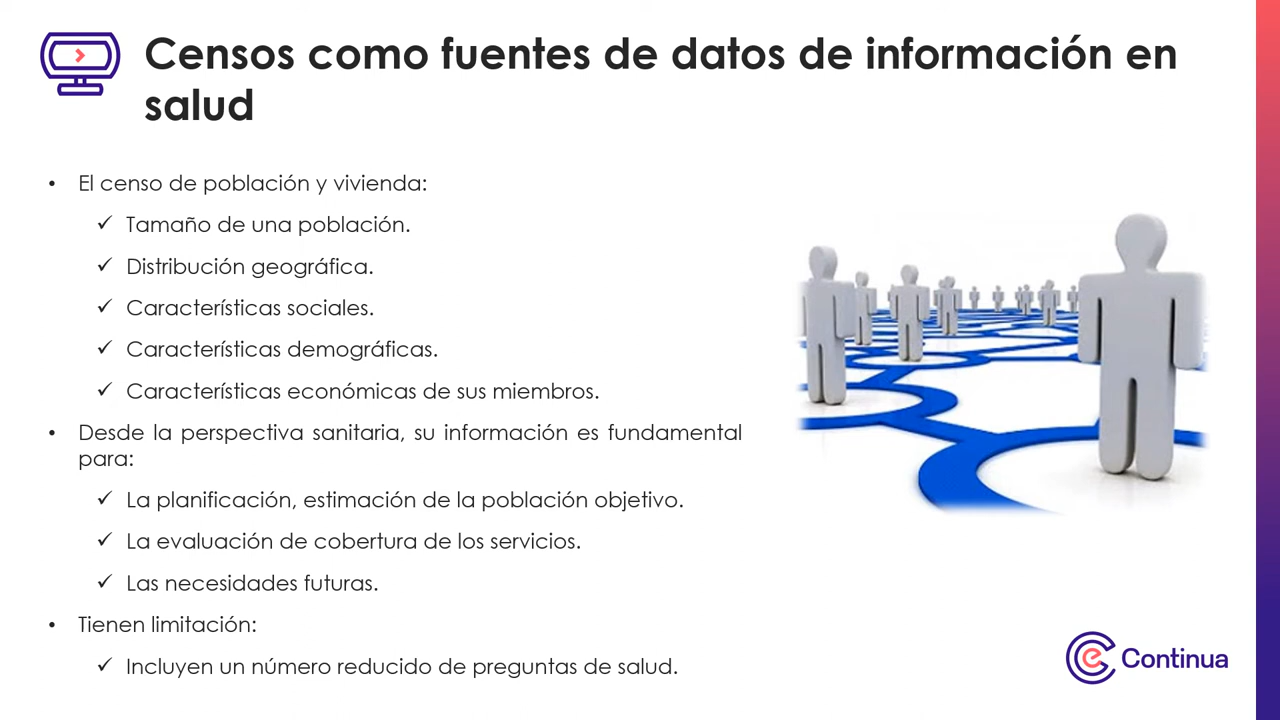 Censos como fuentes de datos de información en
salud
• El censo de población y vivienda:
✓ Tamaño de una población.
✓ Distribución geográfica.
✓ Características sociales.
✓ Características demográficas.
✓ Características económicas de sus miembros.
• Desde la perspectiva sanitaria, su información es fundamental
para:
✓ La planificación, estimación de la población objetivo.
✓ La evaluación de cobertura de los servicios.
✓ Las necesidades futuras.
• Tienen limitación:
✓ Incluyen un número reducido de preguntas de salud.
Continua